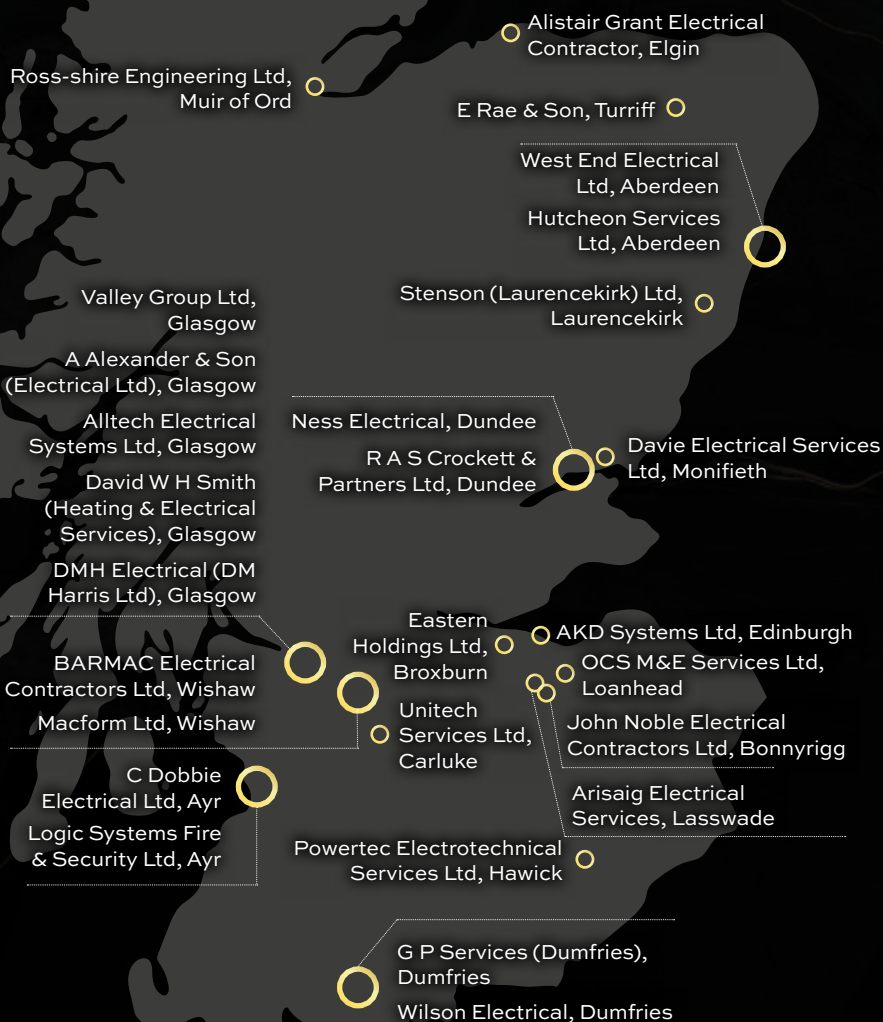 Alistair Grant Electrical
Contractor, Elgin
Ross-shire Engineering Ltd,
Muir of Ord
E Rae & Son, Turriff
West End Electrical
Ltd, Aberdeen
Hutcheon Services
Ltd, Aberdeen
Stenson (Laurencekirk) Ltd,
Laurencekirk
Valley Group Ltd,
Glasgow
A Alexander & Son
(Electrical Ltd), Glasgow
Alltech Electrical
Systems Ltd, Glasgow
David W H Smith
(Heating & Electrical
Services), Glasgow
DMH Electrical (DM
Harris Ltd), Glasgow
Ness Electrical, Dundee
R A S Crockett &
Partners Ltd, Dundee
Davie Electrical Services
Ltd, Monifieth
Eastern
Holdings Ltd,
Broxburn
AKD Systems Ltd, Edinburgh
OCS M&E Services Ltd,
Loanhead
BARMAC Electrical
Contractors Ltd, Wishaw
Macform Ltd, Wishaw
Unitech
Services Ltd,
Carluke
John Noble Electrical
Contractors Ltd, Bonnyrigg
Arisaig Electrical
Services, Lasswade
C Dobbie
Electrical Ltd, Ayr
Logic Systems Fire
& Security Ltd, Ayr
Powertec Electrotechnical
Services Ltd, Hawick
G P Services (Dumfries),
Dumfries
Wilson Electrical, Dumfries